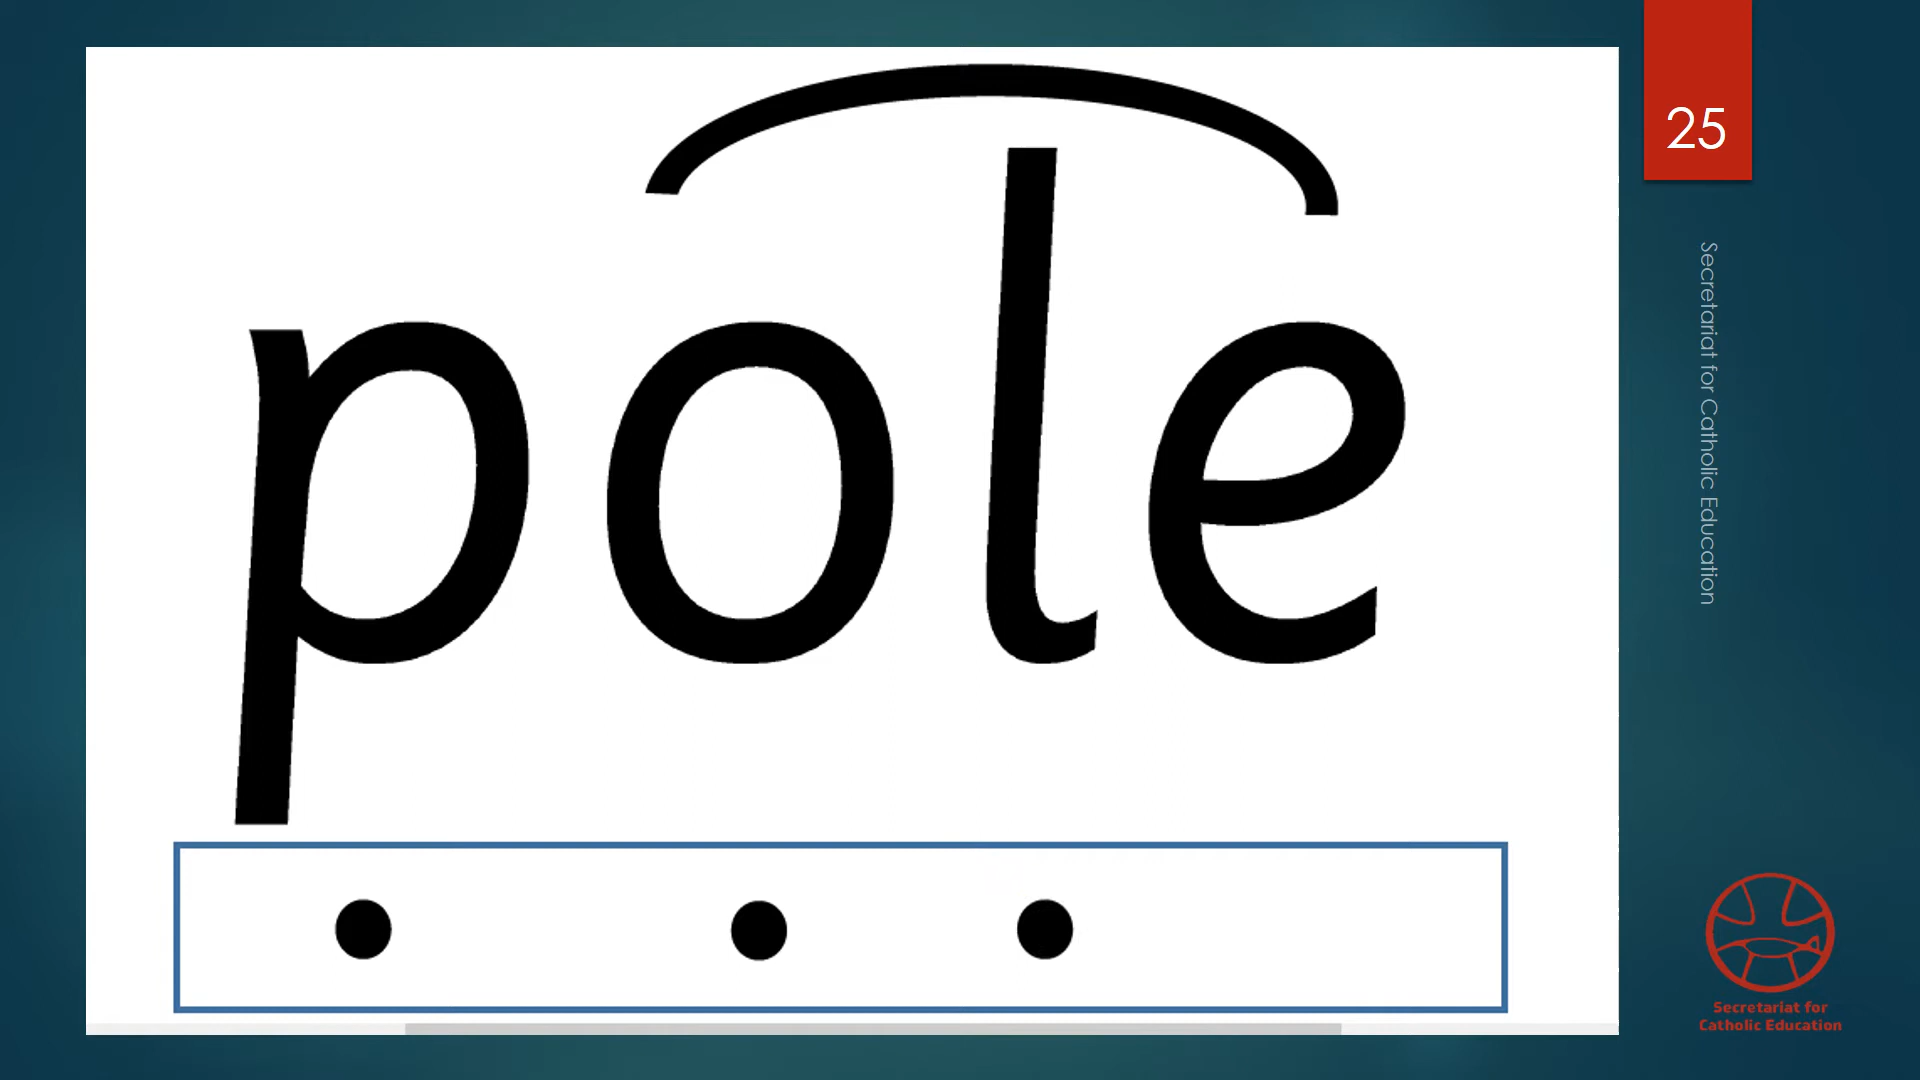 25
pole
Secretariat for Catholic Education
Secretariat for
Catholic Education